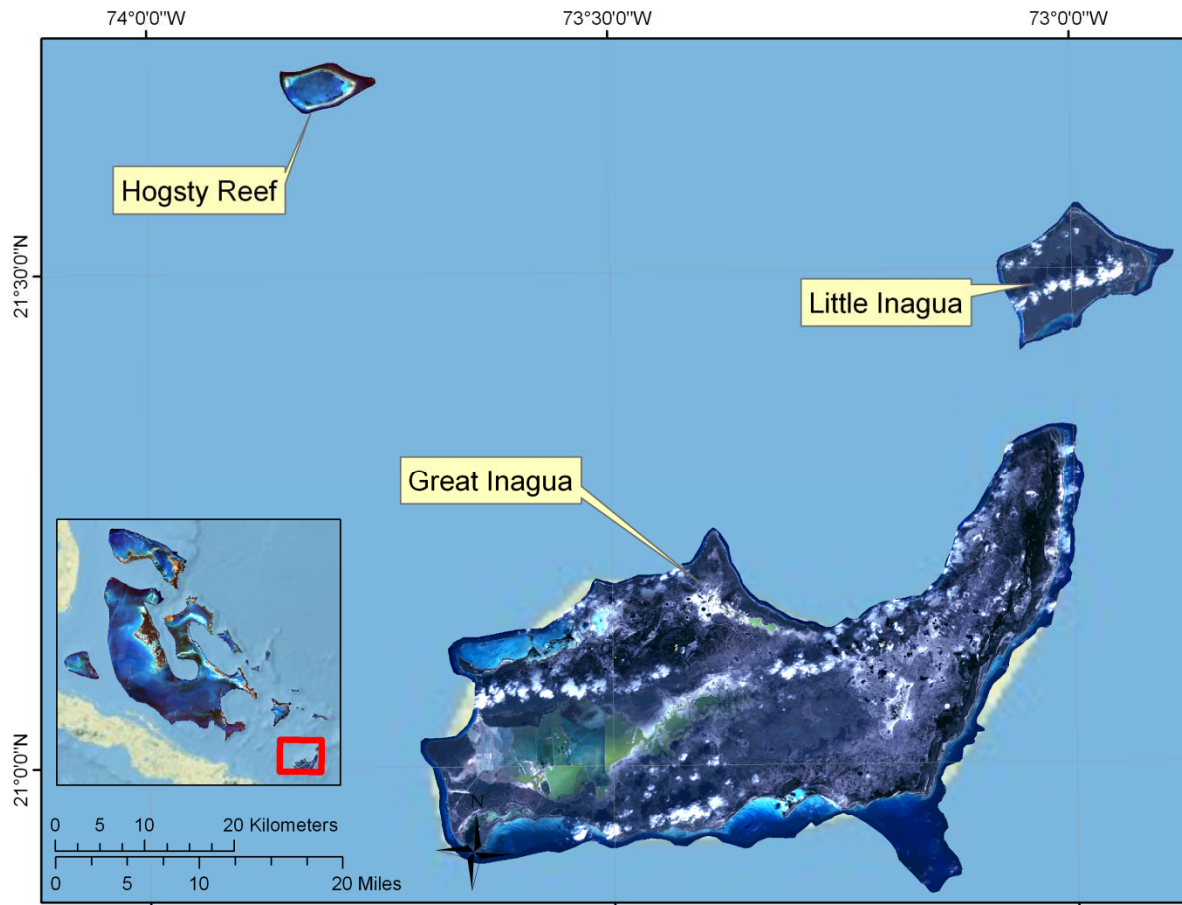 74°0'0"W
73°30'0"W
73°0'0"W
Hogsty Reef
21°30'0"N
Little Inagua
Great Inagua
21°0'0"N
N
0 5 10 20 Kilometers
0 5 10 20 Miles